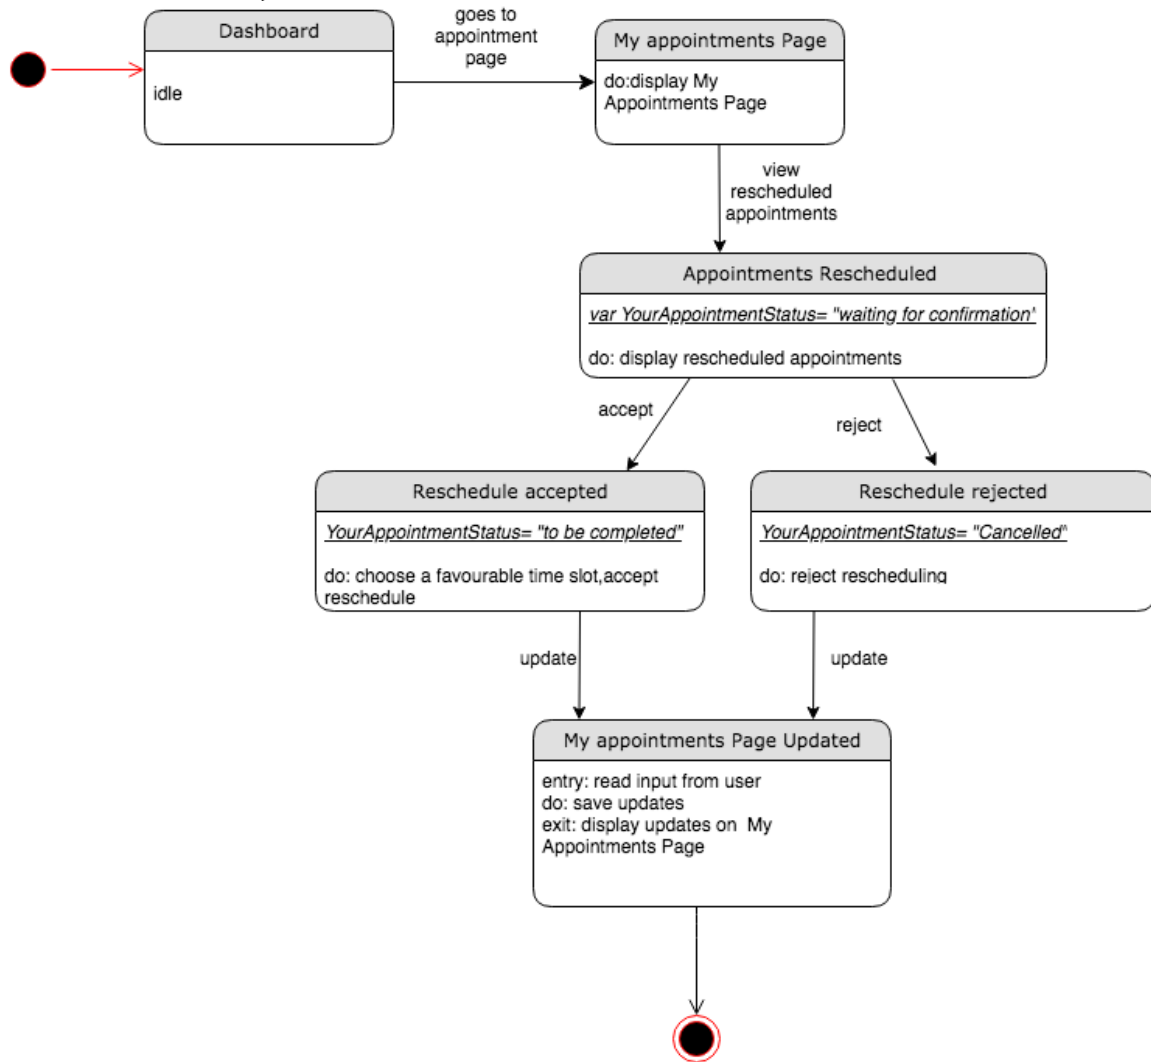 Dashboard
idle
goes to
appointment
page
My appointments Page
do:display My
Appointments Page
view
rescheduled
appointments
Appointments Rescheduled
var YourAppointmentStatus= "waiting for confirmation"
do: display rescheduled appointments
accept
reject
Reschedule accepted
YourAppointmentStatus= "to be completed"
do: choose a favourable time slot,accept
reschedule
Reschedule rejected
YourAppointmentStatus= "Cancelled"
do: reject rescheduling
update
update
My appointments Page Updated
entry: read input from user
do: save updates
exit: display updates on My
Appointments Page